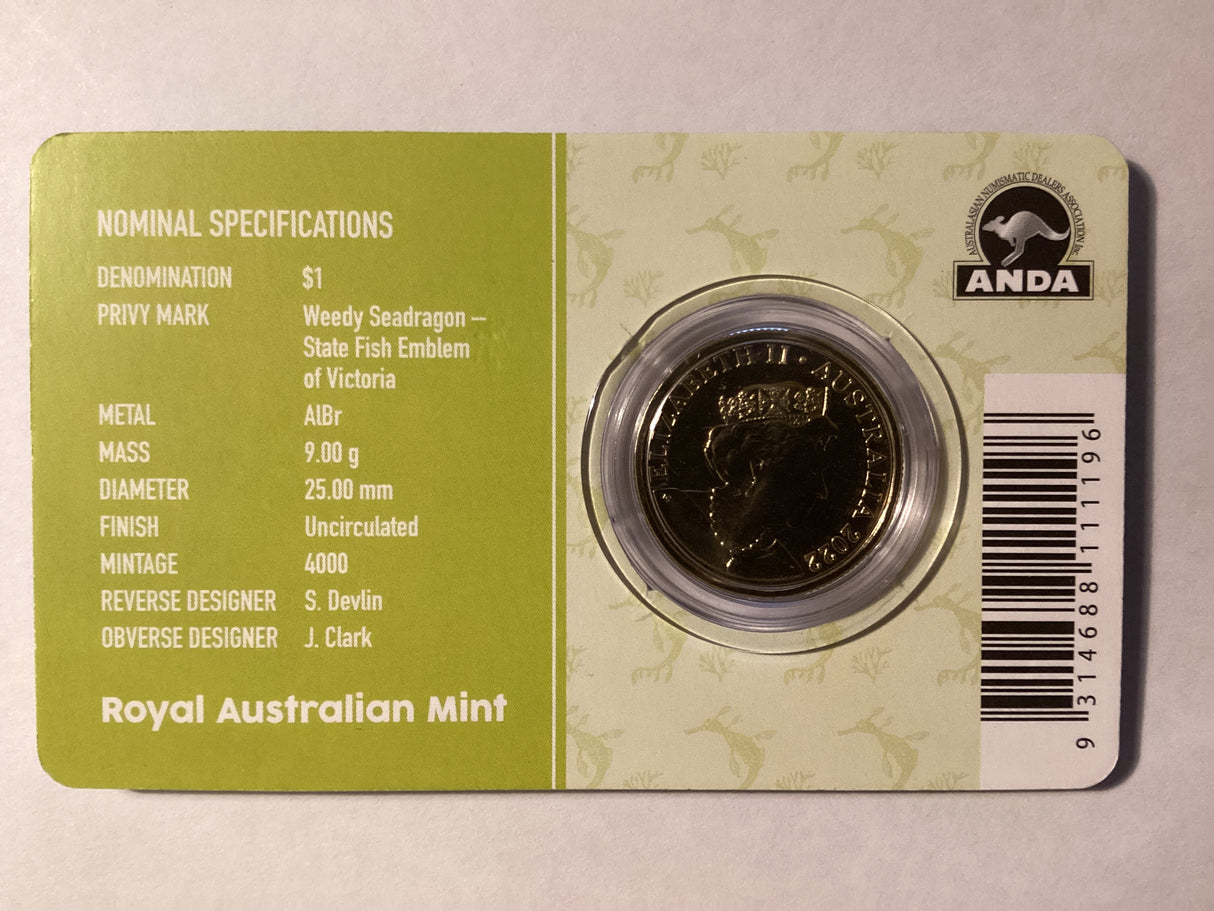 NOMINAL SPECIFICATIONS
DENOMINATION $1
PRIVY MARK Weedy Seadragon –
State Fish Emblem
of Victoria
METAL AlBr
MASS 9.00 g
DIAMETER 25.00 mm
FINISH Uncirculated
MINTAGE 4000
REVERSE DESIGNER S. Devlin
OBVERSE DESIGNER J. Clark
Royal Australian Mint
ELIZABETH II • AUSTRALIA 2022 •
AUSTRALASIAN NUMISMATIC DEALERS ASSOCIATION Inc
ANDA
9 314688 111196